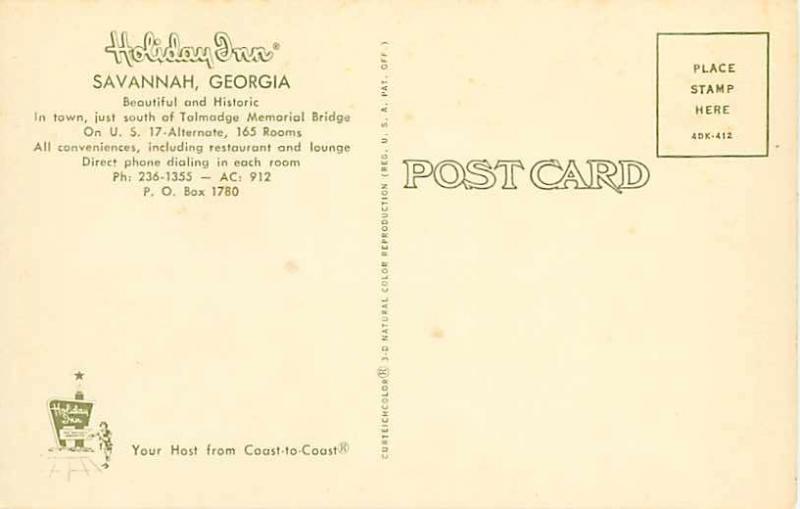 Holiday Inn®
SAVANNAH, GEORGIA
Beautiful and Historic
In town, just south of Talmadge Memorial Bridge
On U. S. 17-Alternate, 165 Rooms
All conveniences, including restaurant and lounge
Direct phone dialing in each room
Ph: 236-1355 — AC: 912
P. O. Box 1780
Holiday
Inn
Your Host from Coast-to-Coast®
CURTEICHCOLOR® 3-D NATURAL COLOR REPRODUCTION (REG. U. S. A. PAT. OFF.)
POST CARD
PLACE
STAMP
HERE
4DK-412